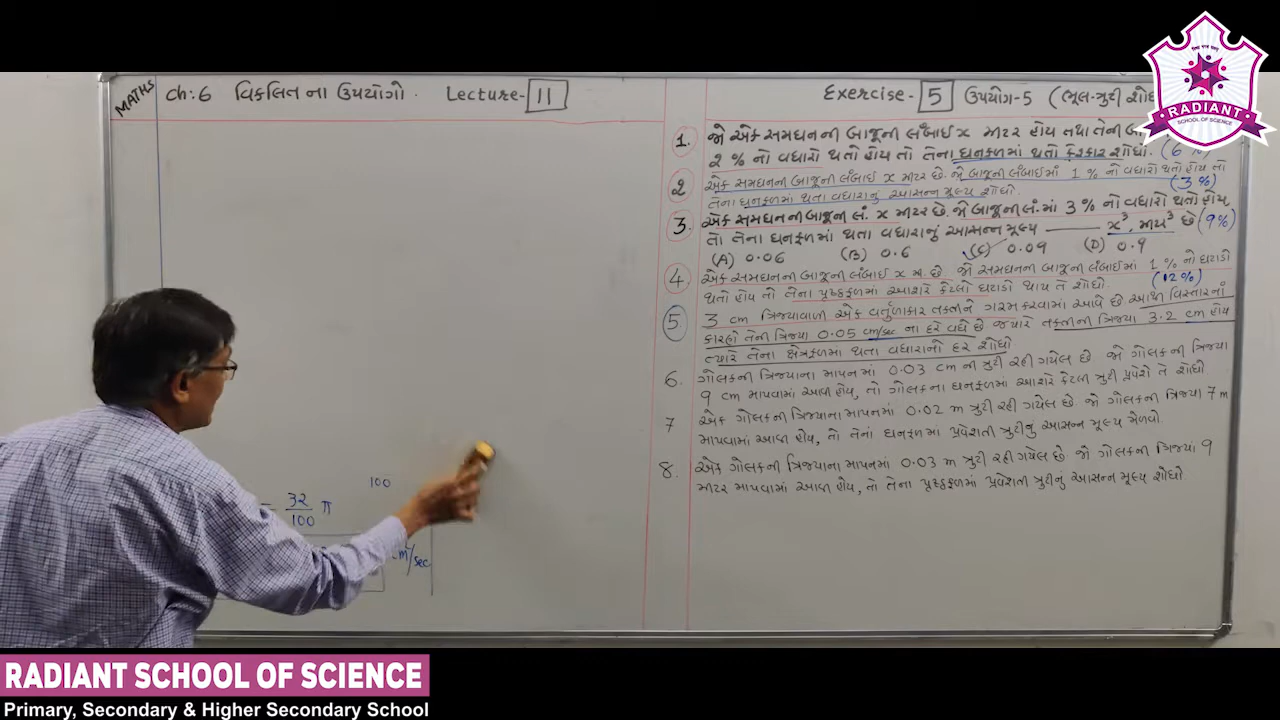 MATHS
Ch: 6 વિકલિત ના ઉપયોગો . Lecture- 11
Exercise- 5 ઉપયોગ-5 (ભૂલ-ત્રુટી શોધ
1. જો એક સમઘનની બાજૂની લંબાઈ x મીટર હોય તથા તેની બા
2 % નો વધારો થતો હોય તો તેના ઘનફળમાં થતો ફેરફાર શોધો. (6 %)
2 એક સમઘનની બાજૂની લંબાઈ x મીટર છે. જો બાજૂની લંબાઈમાં 1 % નો વધારો થતો હોય તો
તેના ઘનફળમાં થતા વધારાનું આસન્ન મૂલ્ય શોધો. (3 %)
3. એક સમઘનની બાજૂની લં. x મીટર છે. જો બાજૂની લં.માં 3 % નો વધારો થતો હોય,
તો તેના ઘનફળમાં થતા વધારાનું આસન્ન મૂલ્ય ____ x³ મીટર³ છે (9%)
(A) 0.06 (B) 0.6 (C) 0.09 (D) 0.9
4. એક સમઘનની બાજૂની લંબાઈ x મી. છે. જો સમઘનની બાજૂની લંબાઈમાં 1 % નો ઘટાડો
થતો હોય તો તેના પૃષ્ઠફળમાં આશરે કેટલો ઘટાડો થાય તે શોધો. (12%)
5. 3 cm ત્રિજ્યાવાળી એક વર્તુળાકાર તકતીને ગરમ કરવામાં આવે છે. આથી વિસ્તારનાં
કારણે તેની ત્રિજ્યા 0.05 cm/sec ના દરે વધે છે જ્યારે તકતીની ત્રિજ્યા 3.2 cm હોય
ત્યારે તેના ક્ષેત્રફળમાં થતા વધારાનો દર શોધો
6. ગોલકની ત્રિજ્યાના માપનમાં 0.03 cm ની ત્રુટી રહી ગયેલ છે. જો ગોલકની ત્રિજ્યા
9 cm માપવામાં આવી હોય, તો ગોલકના ઘનફળમાં આશરે કેટલી ત્રુટી પ્રવેશે તે શોધો
7 એક ગોલકની ત્રિજ્યાના માપનમાં 0.02 m ત્રુટી રહી ગયેલ છે. જો ગોલકની ત્રિજ્યા 7 m
માપવામાં આવી હોય, તો તેનાં ઘનફળમાં પ્રવેશતી ત્રુટીનું આસન્ન મૂલ્ય મેળવો.
8. એક ગોલકની ત્રિજ્યાના માપનમાં 0.03 m ત્રુટી રહી ગયેલ છે. જો ગોલકની ત્રિજ્યા 9
મીટર માપવામાં આવી હોય, તો તેના પૃષ્ઠફળમાં પ્રવેશતી ત્રુટીનું આસન્ન મૂલ્ય શોધો.
100
= 32/100 π
m²/sec
RADIANT
SCHOOL OF SCIENCE
RADIANT SCHOOL OF SCIENCE
Primary, Secondary & Higher Secondary School